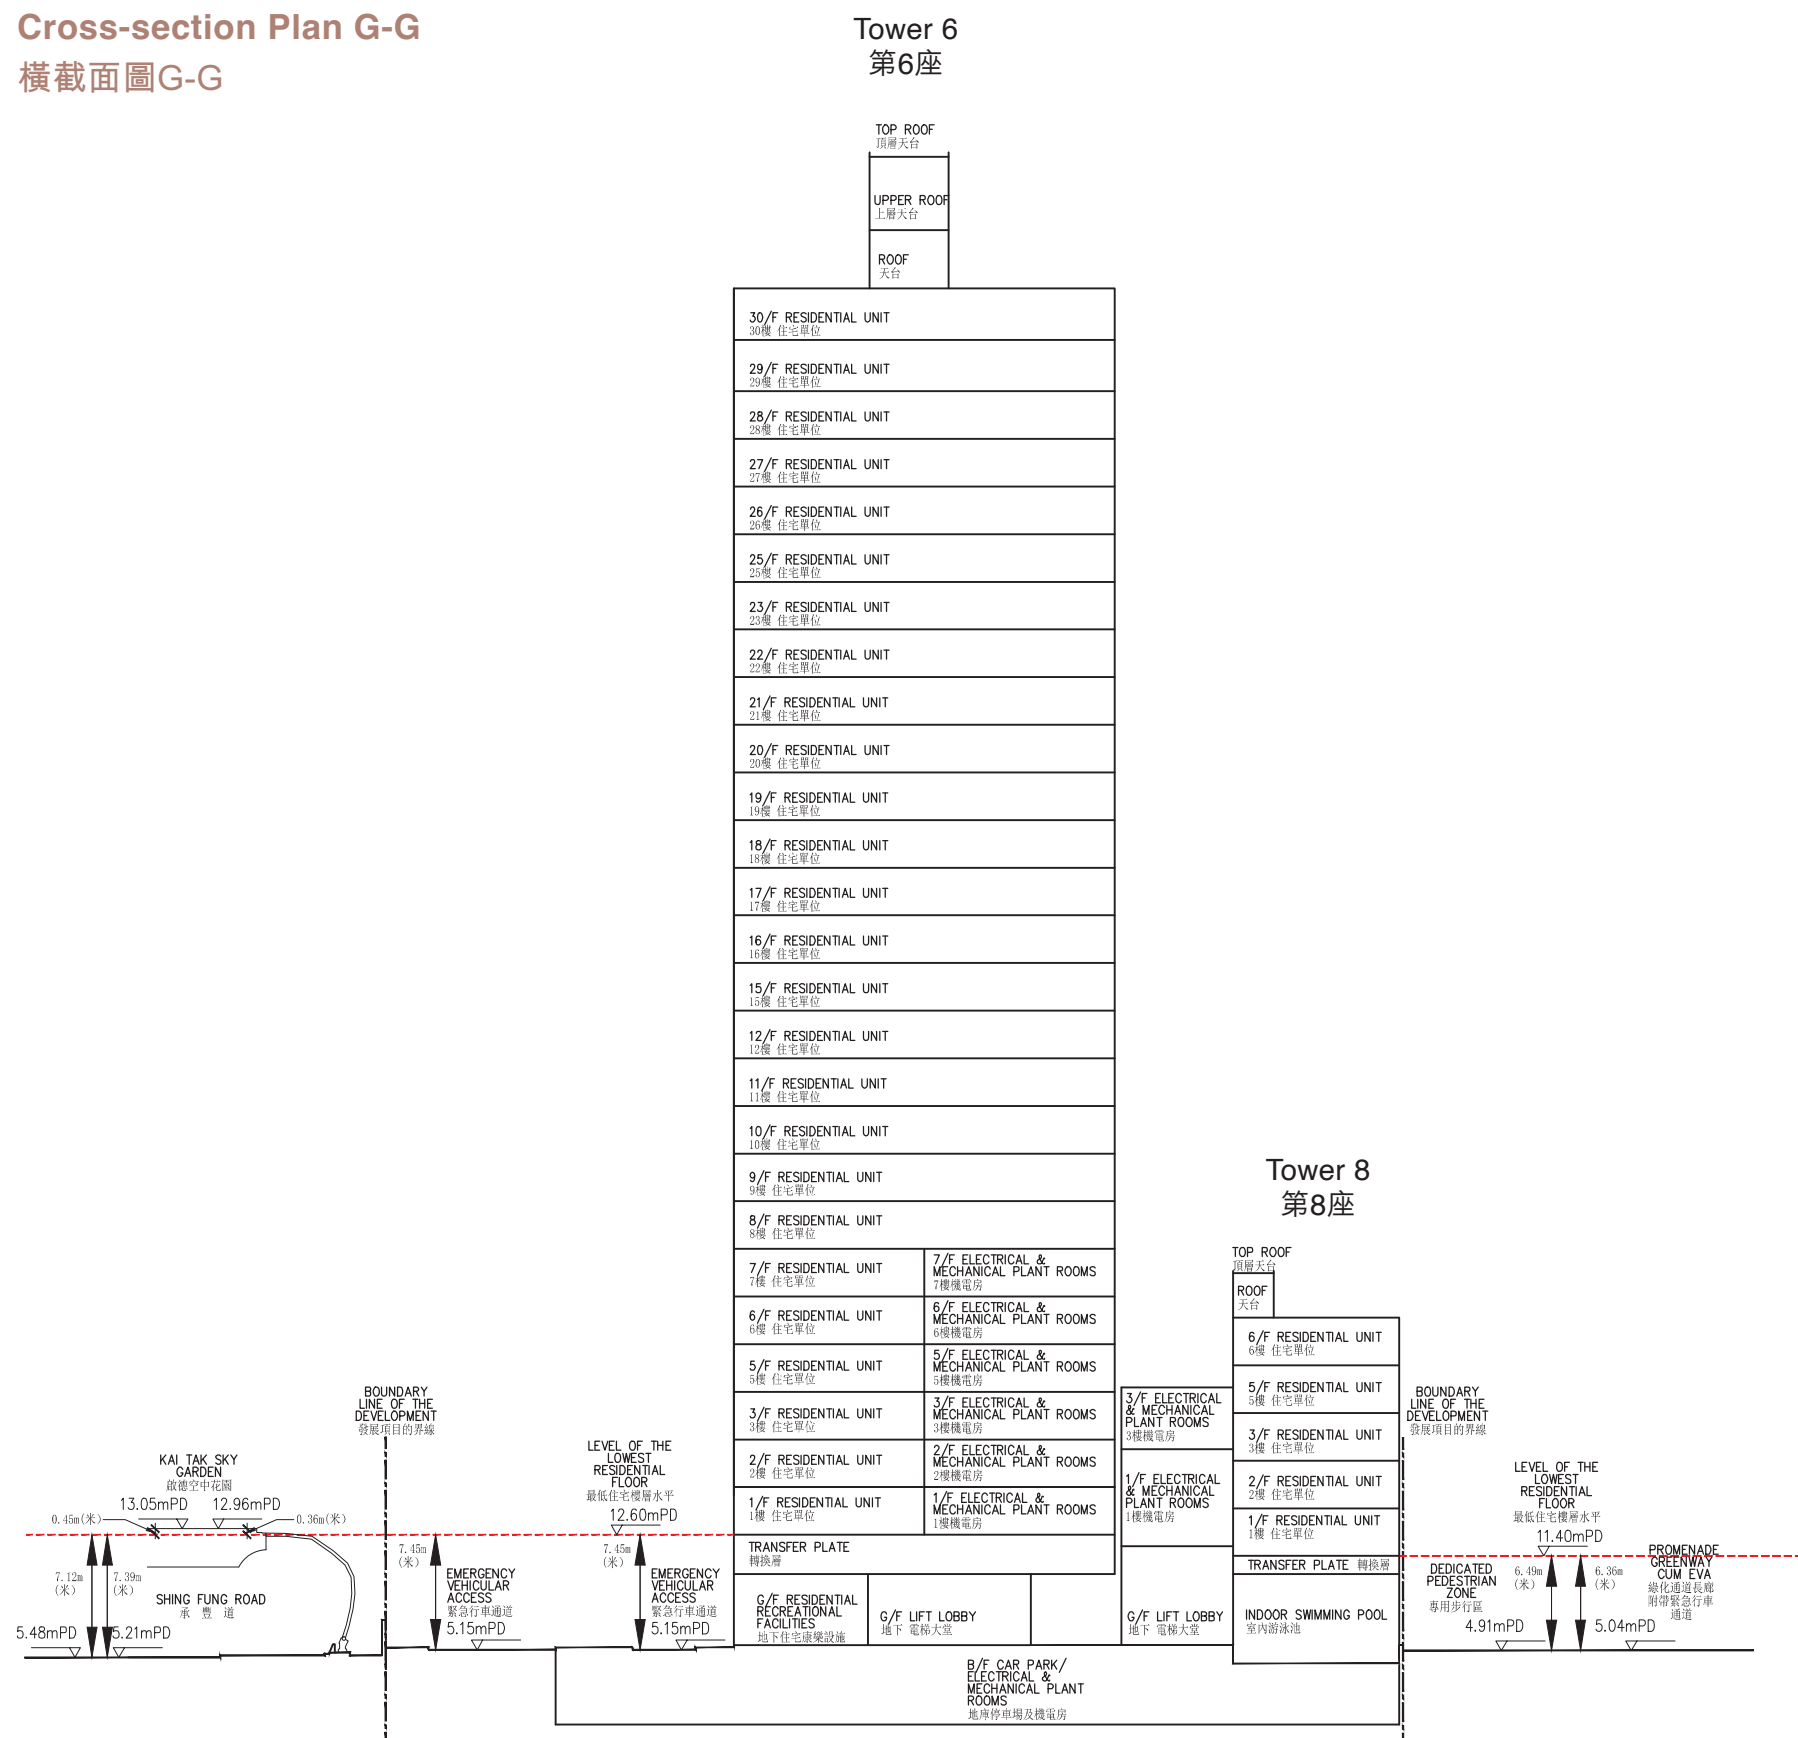 Cross-section Plan G-G
橫截面圖G-G
Tower 6
第6座
TOP ROOF
頂層天台
UPPER ROOF
上層天台
ROOF
天台
30/F RESIDENTIAL UNIT
30樓 住宅單位
29/F RESIDENTIAL UNIT
29樓 住宅單位
28/F RESIDENTIAL UNIT
28樓 住宅單位
27/F RESIDENTIAL UNIT
27樓 住宅單位
26/F RESIDENTIAL UNIT
26樓 住宅單位
25/F RESIDENTIAL UNIT
25樓 住宅單位
23/F RESIDENTIAL UNIT
23樓 住宅單位
22/F RESIDENTIAL UNIT
22樓 住宅單位
21/F RESIDENTIAL UNIT
21樓 住宅單位
20/F RESIDENTIAL UNIT
20樓 住宅單位
19/F RESIDENTIAL UNIT
19樓 住宅單位
18/F RESIDENTIAL UNIT
18樓 住宅單位
17/F RESIDENTIAL UNIT
17樓 住宅單位
16/F RESIDENTIAL UNIT
16樓 住宅單位
15/F RESIDENTIAL UNIT
15樓 住宅單位
12/F RESIDENTIAL UNIT
12樓 住宅單位
11/F RESIDENTIAL UNIT
11樓 住宅單位
10/F RESIDENTIAL UNIT
10樓 住宅單位
9/F RESIDENTIAL UNIT
9樓 住宅單位
8/F RESIDENTIAL UNIT
8樓 住宅單位
7/F RESIDENTIAL UNIT
7樓 住宅單位
7/F ELECTRICAL &
MECHANICAL PLANT ROOMS
7樓機電房
6/F RESIDENTIAL UNIT
6樓 住宅單位
6/F ELECTRICAL &
MECHANICAL PLANT ROOMS
6樓機電房
5/F RESIDENTIAL UNIT
5樓 住宅單位
5/F ELECTRICAL &
MECHANICAL PLANT ROOMS
5樓機電房
3/F RESIDENTIAL UNIT
3樓 住宅單位
3/F ELECTRICAL &
MECHANICAL PLANT ROOMS
3樓機電房
2/F RESIDENTIAL UNIT
2樓 住宅單位
2/F ELECTRICAL &
MECHANICAL PLANT ROOMS
2樓機電房
1/F RESIDENTIAL UNIT
1樓 住宅單位
1/F ELECTRICAL &
MECHANICAL PLANT ROOMS
1樓機電房
TRANSFER PLATE
轉換層
G/F RESIDENTIAL
RECREATIONAL
FACILITIES
地下住宅康樂設施
G/F LIFT LOBBY
地下 電梯大堂
3/F ELECTRICAL
& MECHANICAL
PLANT ROOMS
3樓機電房
1/F ELECTRICAL
& MECHANICAL
PLANT ROOMS
1樓機電房
G/F LIFT LOBBY
地下 電梯大堂
B/F CAR PARK/
ELECTRICAL &
MECHANICAL PLANT
ROOMS
地庫停車場及機電房
Tower 8
第8座
TOP ROOF
頂層天台
ROOF
天台
6/F RESIDENTIAL UNIT
6樓 住宅單位
5/F RESIDENTIAL UNIT
5樓 住宅單位
3/F RESIDENTIAL UNIT
3樓 住宅單位
2/F RESIDENTIAL UNIT
2樓 住宅單位
1/F RESIDENTIAL UNIT
1樓 住宅單位
TRANSFER PLATE 轉換層
INDOOR SWIMMING POOL
室內游泳池
KAI TAK SKY
GARDEN
啟德空中花園
13.05mPD
12.96mPD
0.45m(米)
0.36m(米)
7.12m
(米)
7.39m
(米)
SHING FUNG ROAD
承 豐 道
5.48mPD
5.21mPD
BOUNDARY
LINE OF THE
DEVELOPMENT
發展項目的界線
7.45m
(米)
EMERGENCY
VEHICULAR
ACCESS
緊急行車通道
5.15mPD
LEVEL OF THE
LOWEST
RESIDENTIAL
FLOOR
最低住宅樓層水平
12.60mPD
7.45m
(米)
EMERGENCY
VEHICULAR
ACCESS
緊急行車通道
5.15mPD
BOUNDARY
LINE OF THE
DEVELOPMENT
發展項目的界線
LEVEL OF THE
LOWEST
RESIDENTIAL
FLOOR
最低住宅樓層水平
11.40mPD
DEDICATED
PEDESTRIAN
ZONE
專用步行區
4.91mPD
6.49m
(米)
6.36m
(米)
PROMENADE
GREENWAY
CUM EVA
綠化通道長廊
附帶緊急行車
通道
5.04mPD